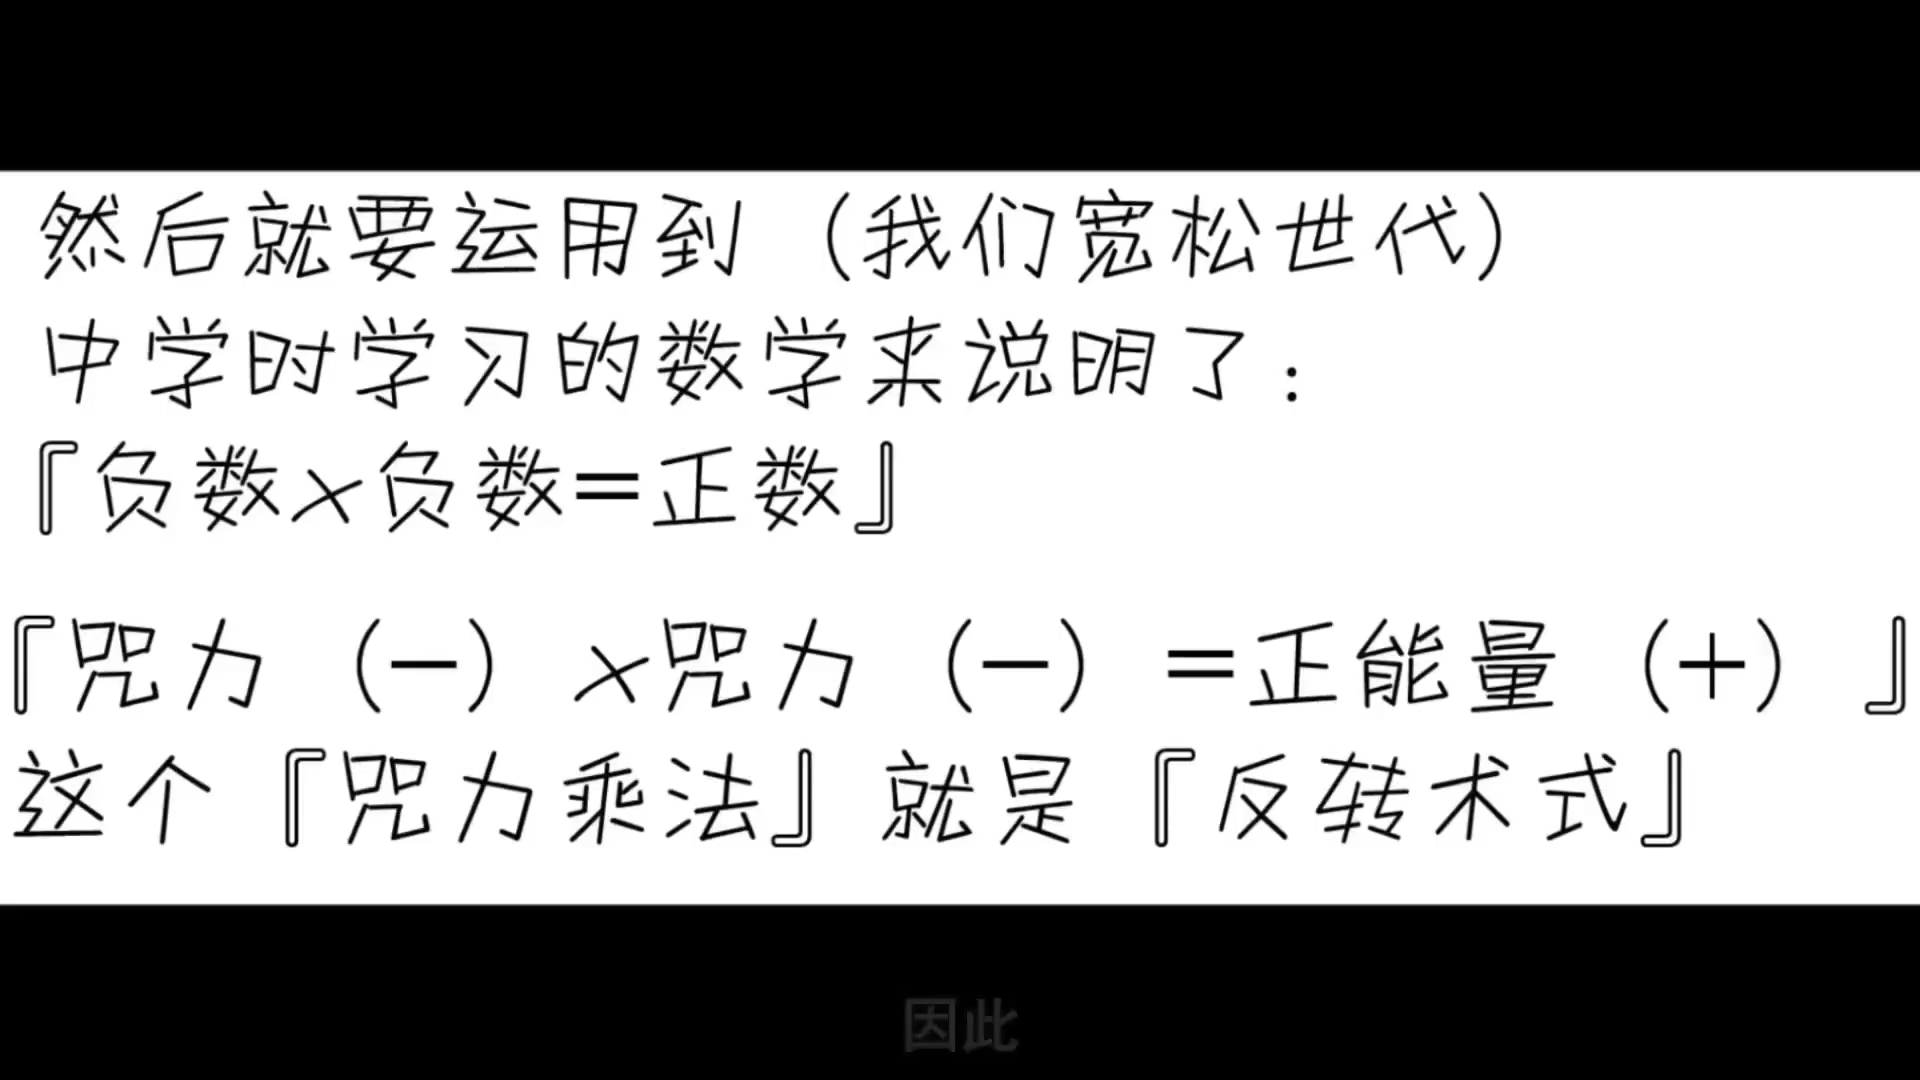 然后就要运用到（我们宽松世代）
中学时学习的数学来说明了：
『负数×负数=正数』
『咒力（－）×咒力（－）=正能量（＋）』
这个『咒力乘法』就是『反转术式』
因此